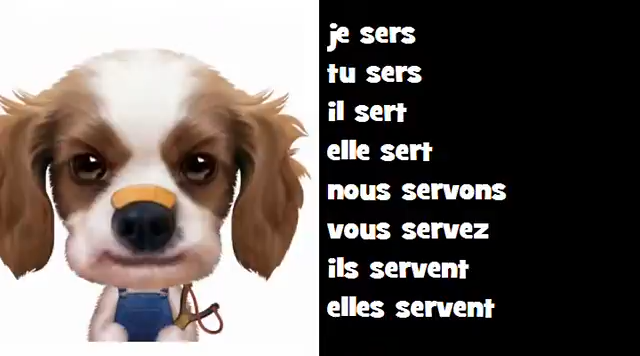 je sers
tu sers
il sert
elle sert
nous servons
vous servez
ils servent
elles servent